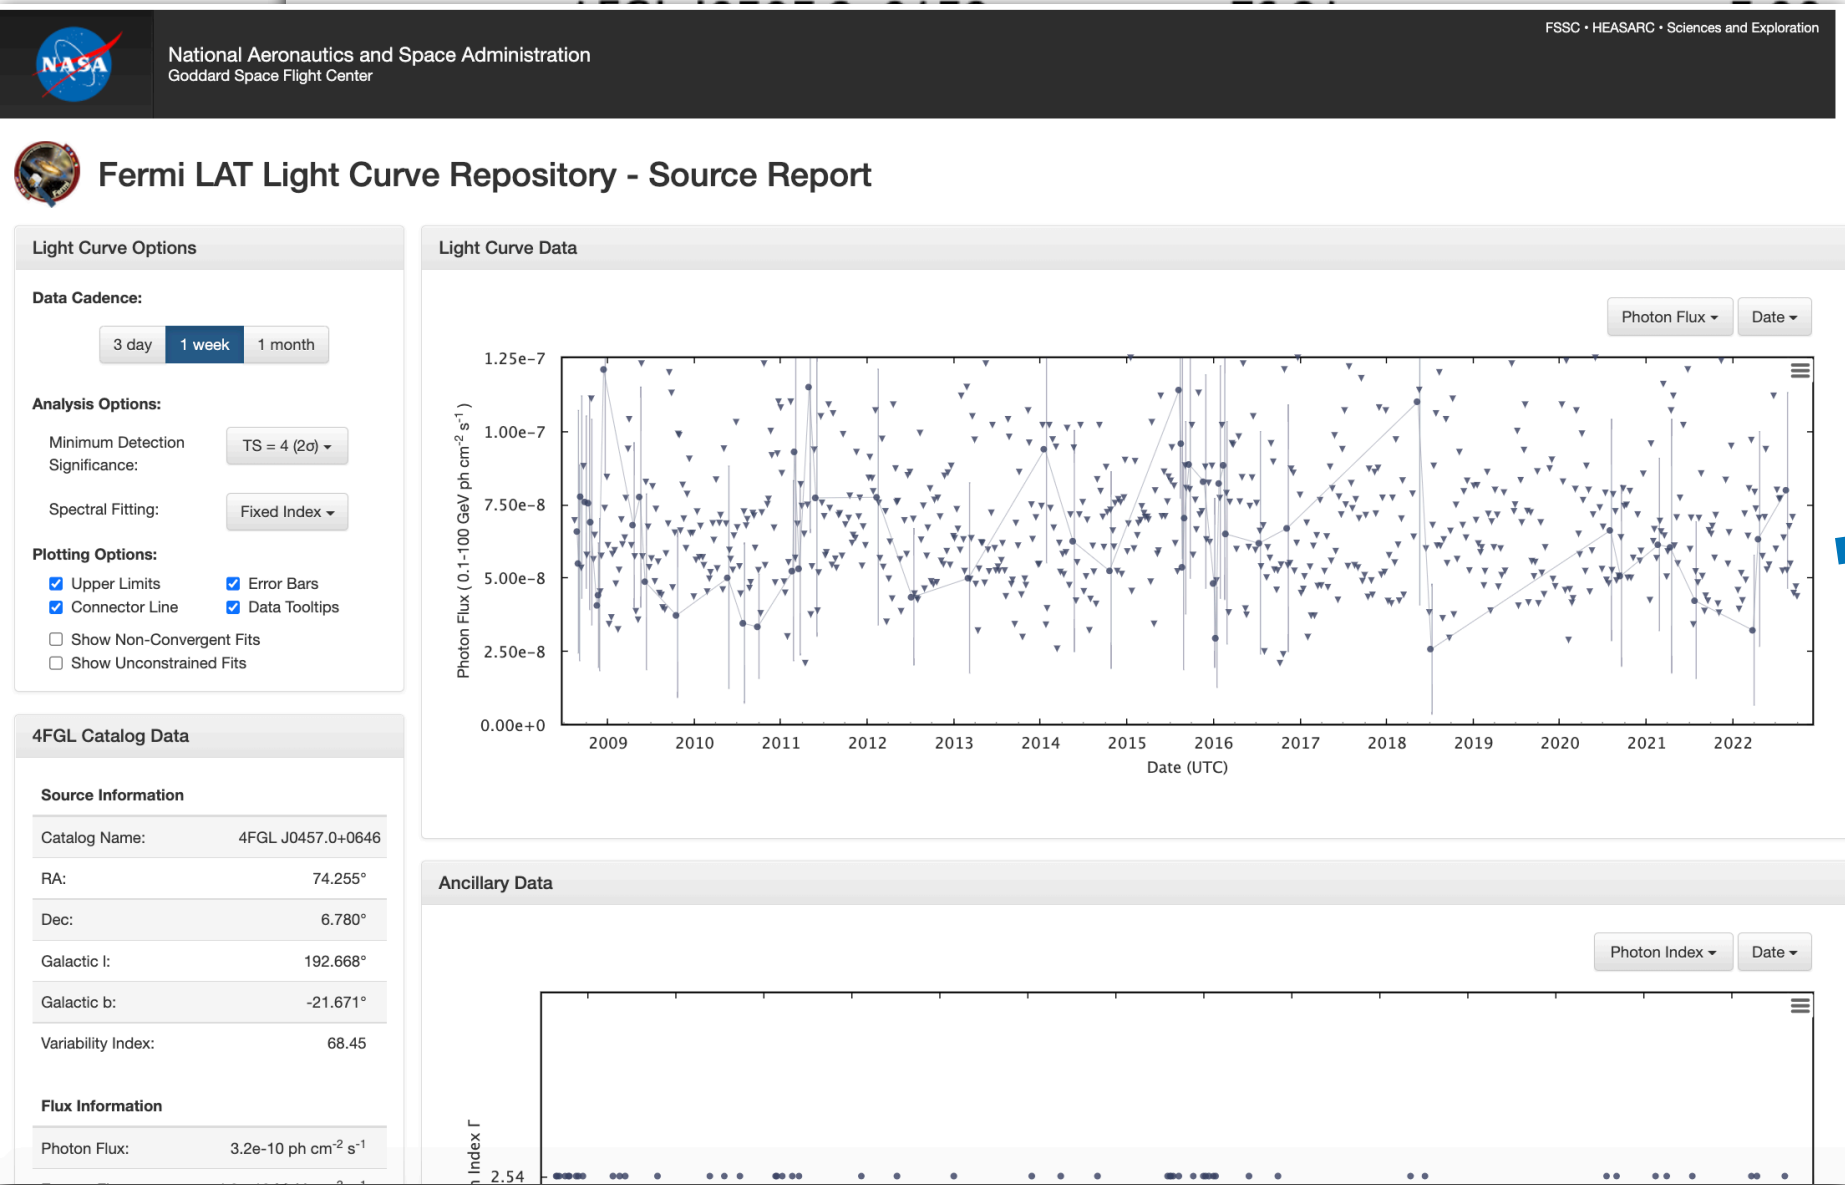 FSSC • HEASARC • Sciences and Exploration
NASA
National Aeronautics and Space Administration
Goddard Space Flight Center
Fermi LAT Light Curve Repository - Source Report
Light Curve Options
Data Cadence:
3 day 1 week 1 month
Analysis Options:
Minimum Detection Significance: TS = 4 (2σ)
Spectral Fitting: Fixed Index
Plotting Options:
Upper Limits Error Bars
Connector Line Data Tooltips
Show Non-Convergent Fits
Show Unconstrained Fits
4FGL Catalog Data
Source Information
Catalog Name: 4FGL J0457.0+0646
RA: 74.255°
Dec: 6.780°
Galactic l: 192.668°
Galactic b: -21.671°
Variability Index: 68.45
Flux Information
Photon Flux: 3.2e-10 ph cm-2 s-1
Light Curve Data
Photon Flux Date
Photon Flux ( 0.1-100 GeV ph cm-2 s-1 )
1.25e-7
1.00e-7
7.50e-8
5.00e-8
2.50e-8
0.00e+0
2009 2010 2011 2012 2013 2014 2015 2016 2017 2018 2019 2020 2021 2022
Date (UTC)
Ancillary Data
Photon Index Date
Index Γ
2.54